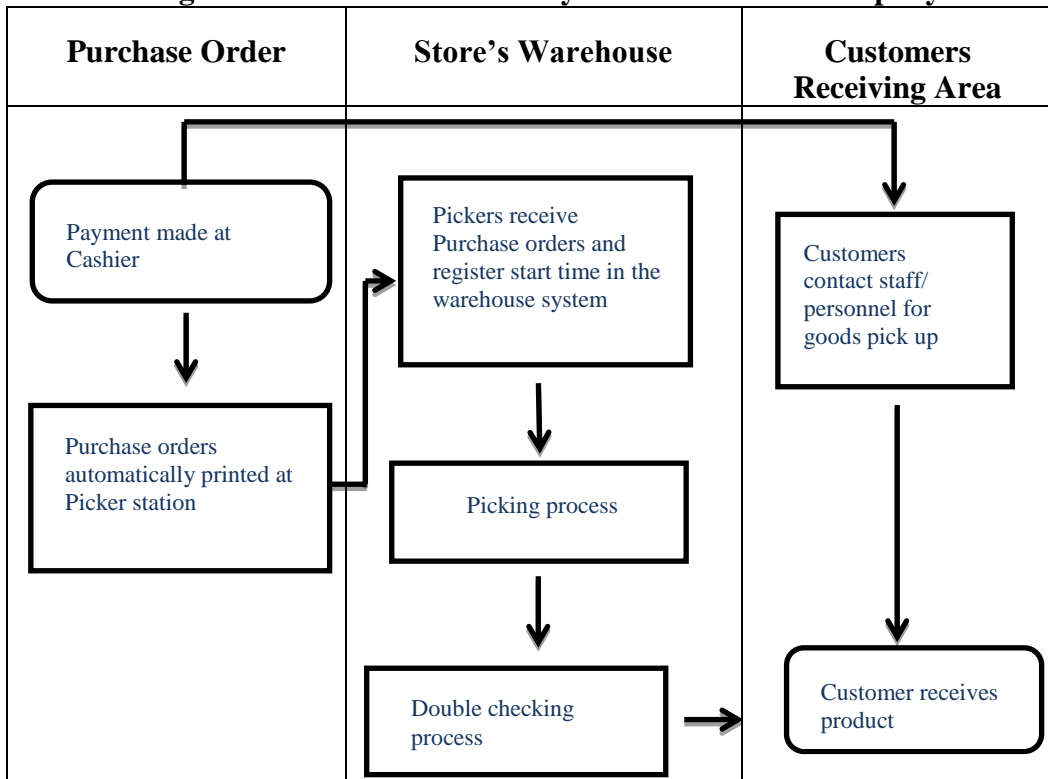 Purchase Order
Store’s Warehouse
Customers
Receiving Area
Payment made at
Cashier
Purchase orders
automatically printed at
Picker station
Pickers receive
Purchase orders and
register start time in the
warehouse system
Picking process
Double checking
process
Customers
contact staff/
personnel for
goods pick up
Customer receives
product